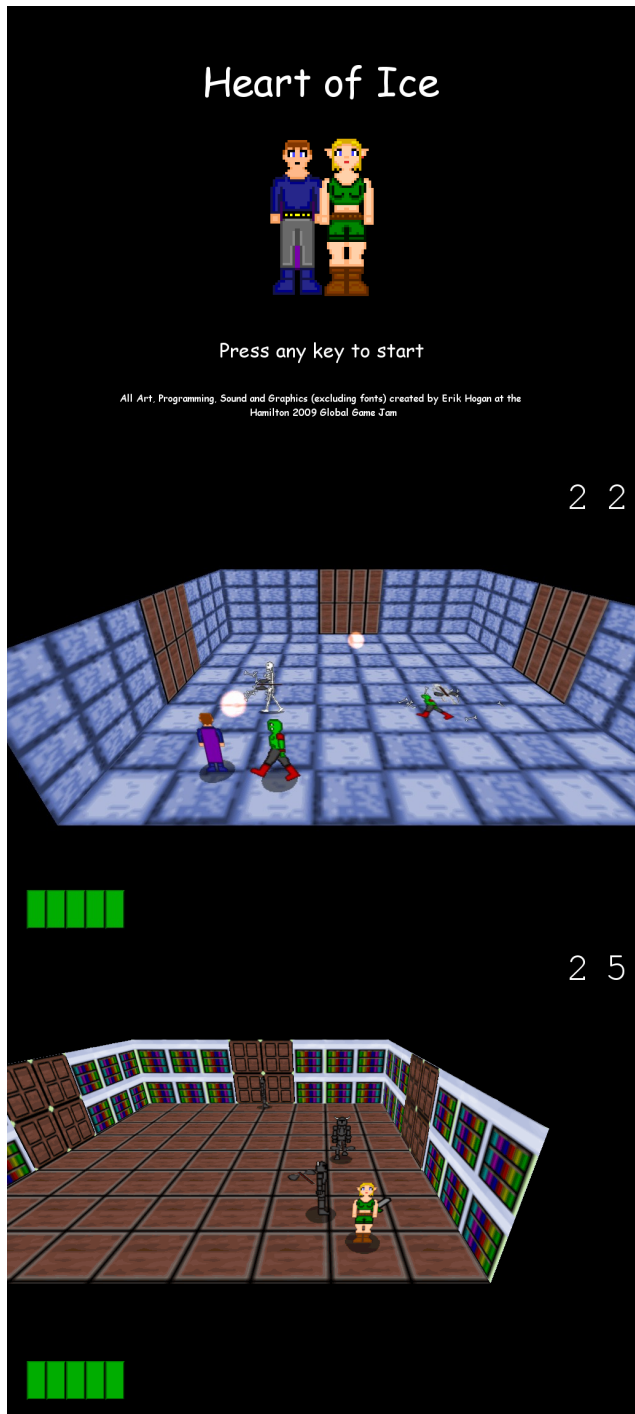 Heart of Ice
Press any key to start
All Art, Programming, Sound and Graphics (excluding fonts) created by Erik Hogan at the
Hamilton 2009 Global Game Jam
2 2
2 5